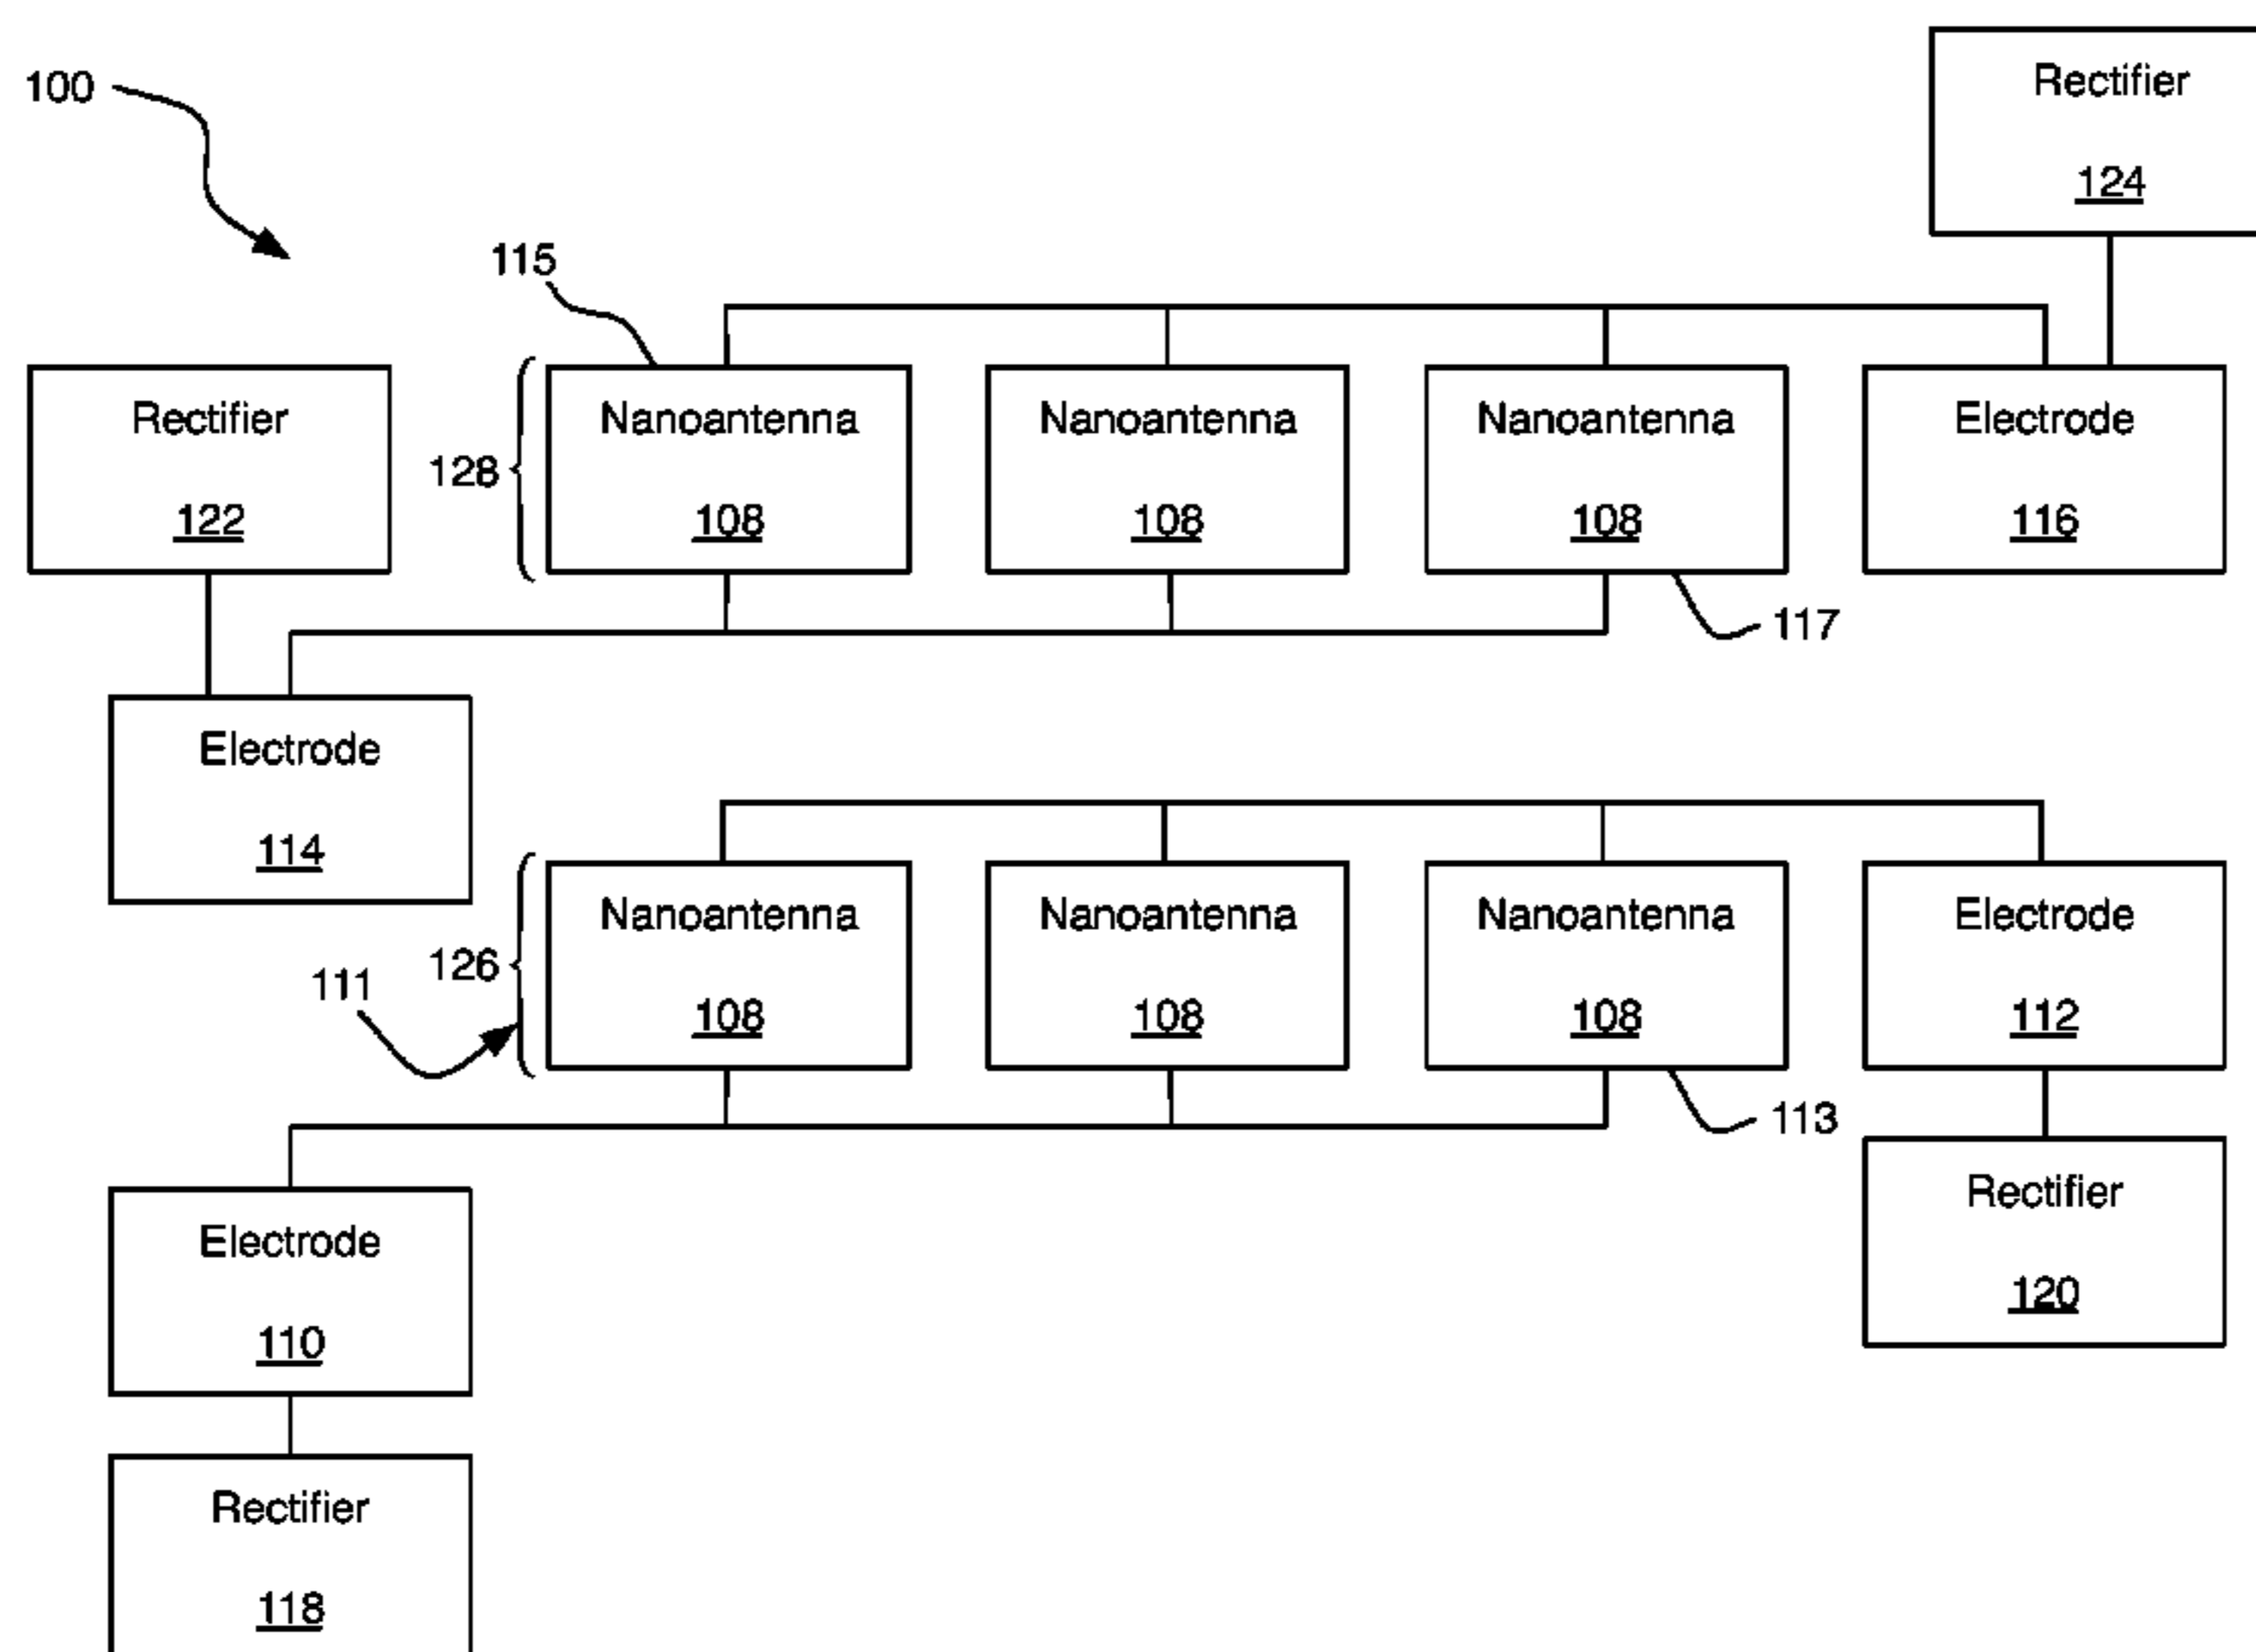 Rectifier
124
100
115
Rectifier
122
128
Nanoantenna
108
Nanoantenna
108
Nanoantenna
108
Electrode
116
117
Electrode
114
111
126
Nanoantenna
108
Nanoantenna
108
Nanoantenna
108
Electrode
112
113
Electrode
110
Rectifier
120
Rectifier
118